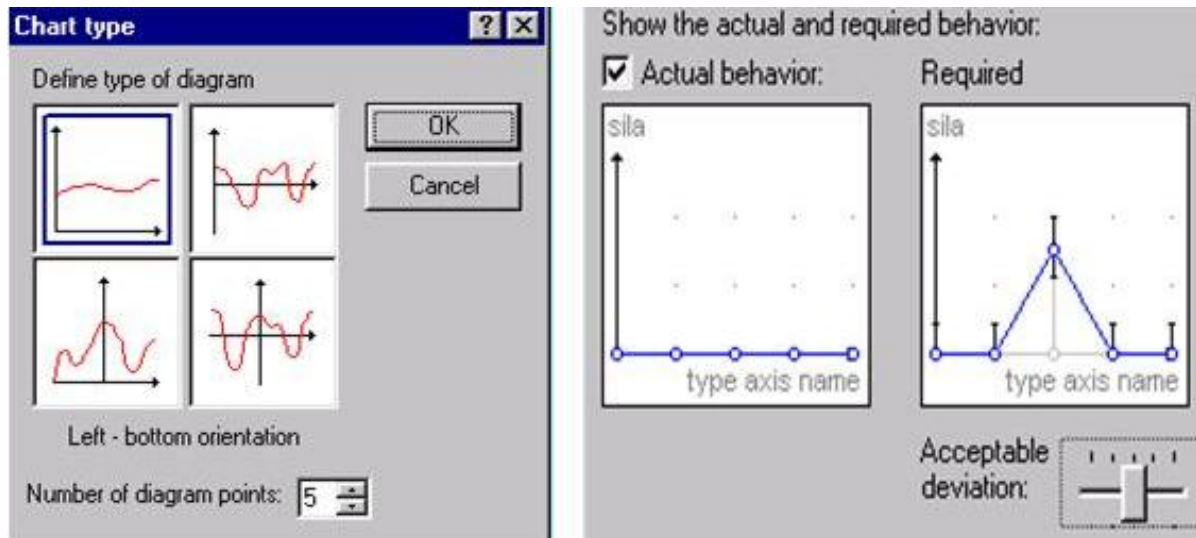 Chart type
Define type of diagram
OK
Cancel
Left - bottom orientation
Number of diagram points: 5
Show the actual and required behavior:
Actual behavior:
Required
sila
type axis name
sila
type axis name
Acceptable
deviation: